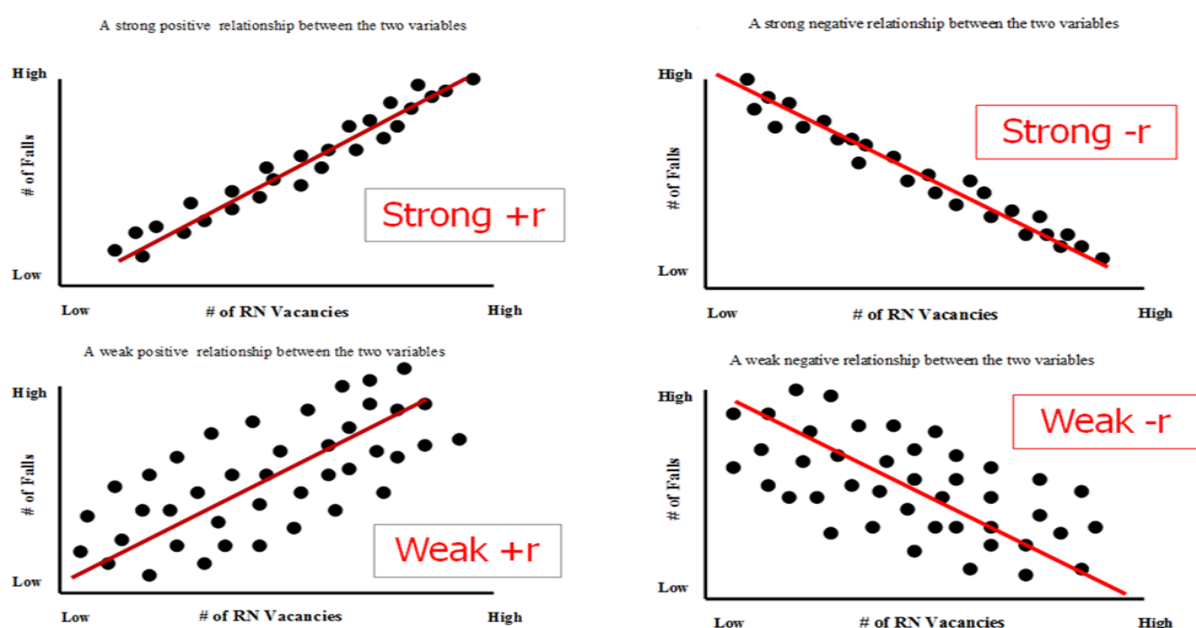 A strong positive relationship between the two variables
High
# of Falls
Strong +r
Low
Low
# of RN Vacancies
High
A strong negative relationship between the two variables
High
# of Falls
Strong -r
Low
Low
# of RN Vacancies
High
A weak positive relationship between the two variables
High
# of Falls
Weak +r
Low
Low
# of RN Vacancies
High
A weak negative relationship between the two variables
High
# of Falls
Weak -r
Low
Low
# of RN Vacancies
High